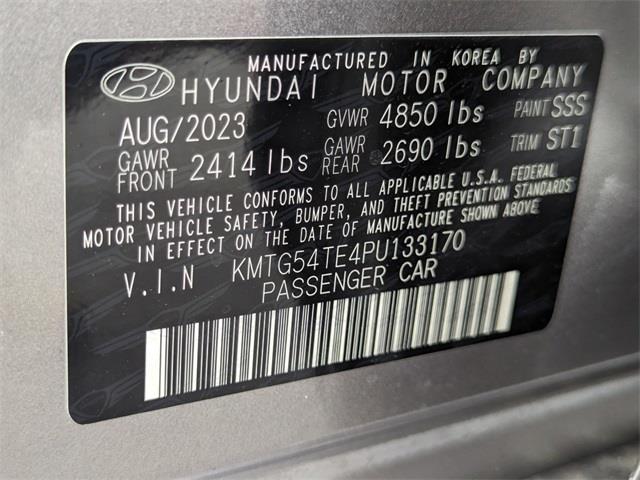 MANUFACTURED IN KOREA BY
HYUNDAI MOTOR COMPANY
AUG/2023 GVWR 4850 lbs PAINT SSS
GAWR FRONT 2414 lbs GAWR REAR 2690 lbs TRIM ST1
THIS VEHICLE CONFORMS TO ALL APPLICABLE U.S.A. FEDERAL
MOTOR VEHICLE SAFETY, BUMPER, AND THEFT PREVENTION STANDARDS
IN EFFECT ON THE DATE OF MANUFACTURE SHOWN ABOVE
V.I.N KMTG54TE4PU133170
PASSENGER CAR